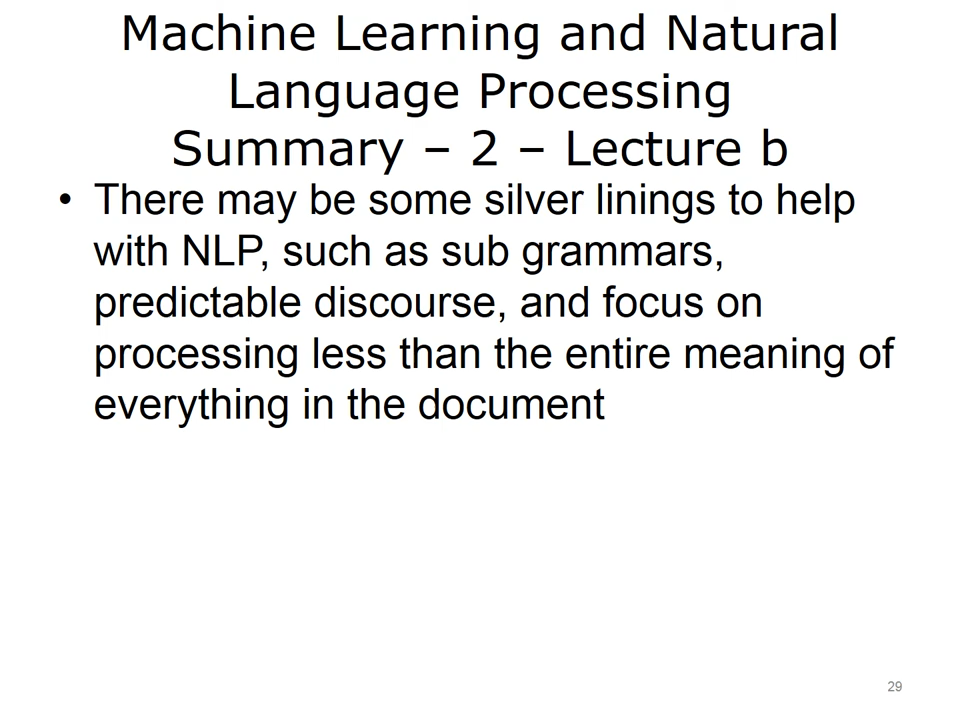 Machine Learning and Natural
Language Processing
Summary – 2 – Lecture b
• There may be some silver linings to help
with NLP, such as sub grammars,
predictable discourse, and focus on
processing less than the entire meaning of
everything in the document
29